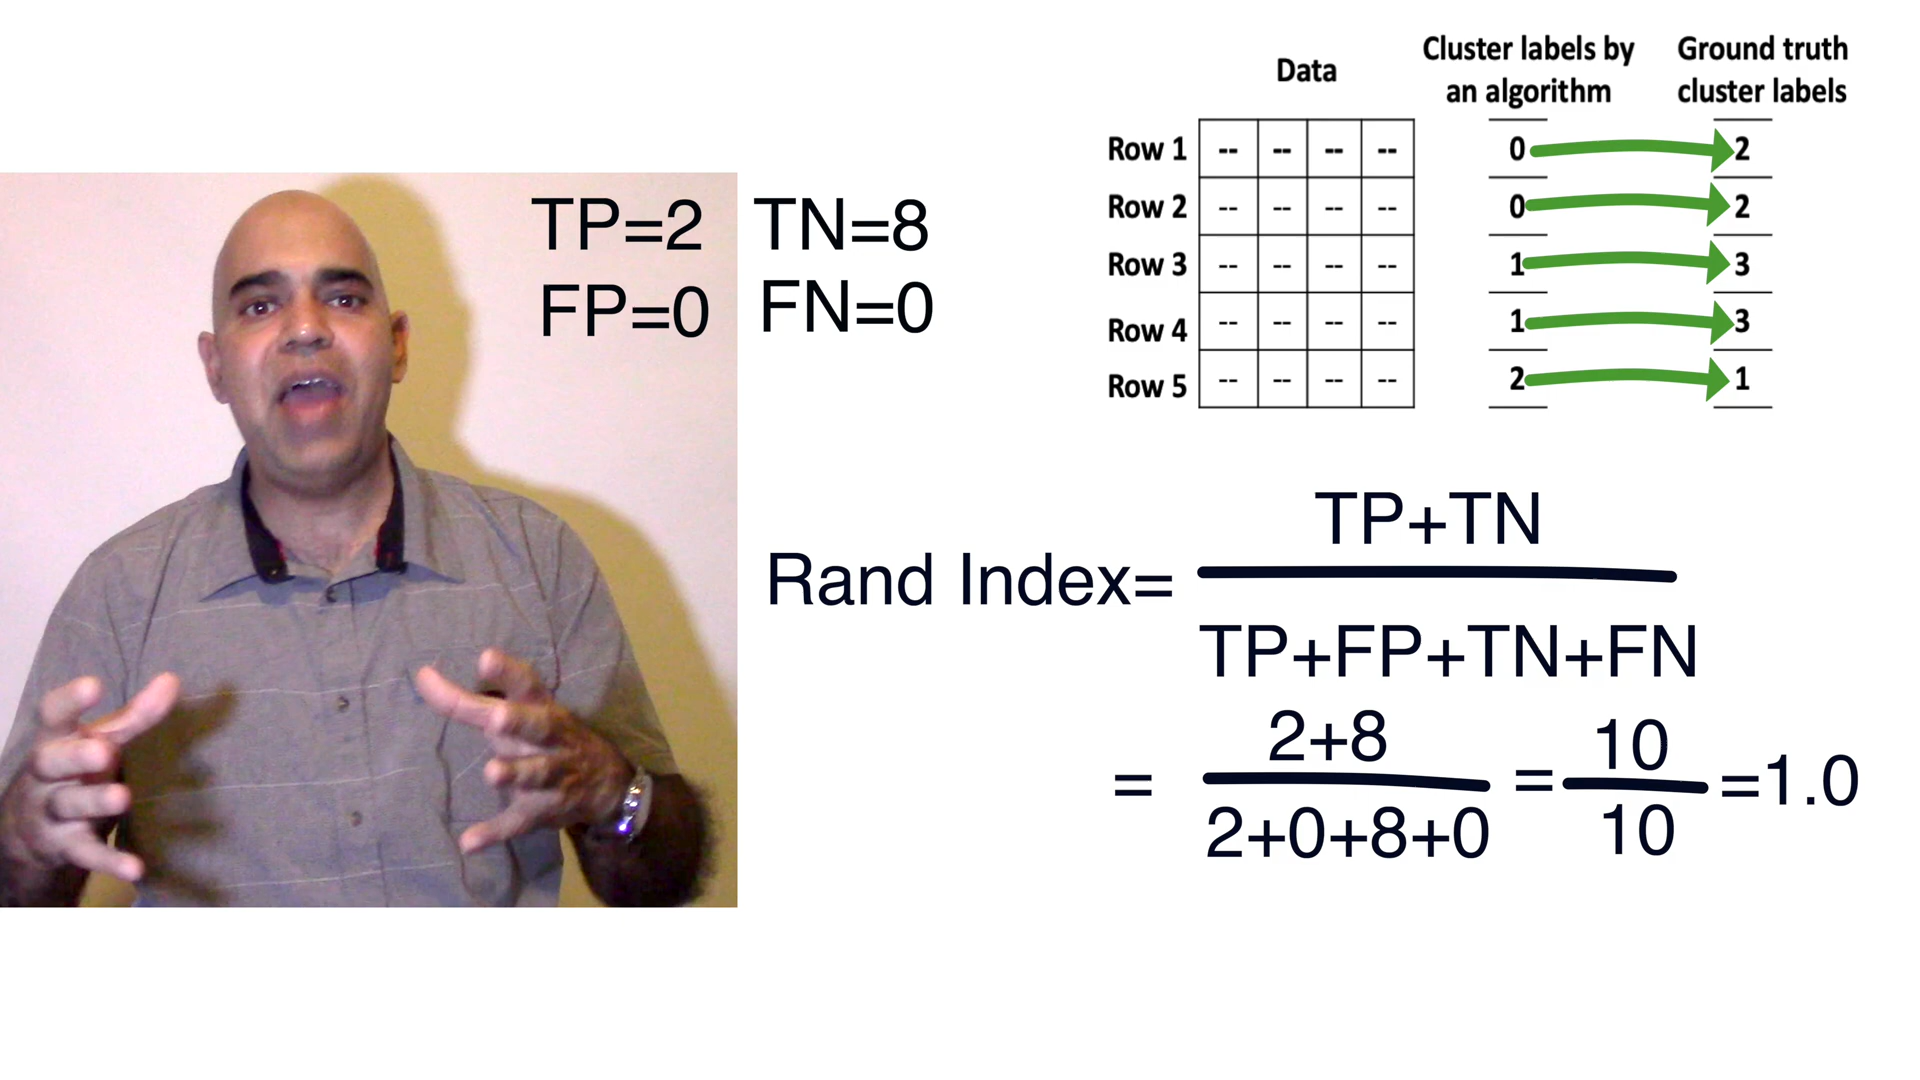 TP=2 TN=8
FP=0 FN=0
Data
Cluster labels by
an algorithm
Ground truth
cluster labels
Row 1 -- -- -- -- 0 2
Row 2 -- -- -- -- 0 2
Row 3 -- -- -- -- 1 3
Row 4 -- -- -- -- 1 3
Row 5 -- -- -- -- 2 1
TP+TN
Rand Index=
TP+FP+TN+FN
2+8 10
= = =1.0
2+0+8+0 10